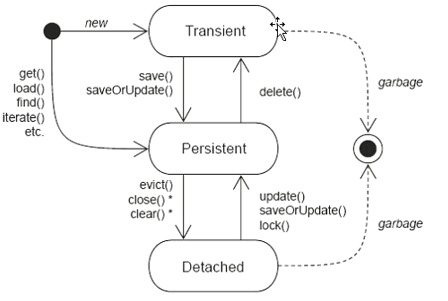 new
Transient
get()
load()
find()
iterate()
etc.
save()
saveOrUpdate()
delete()
garbage
Persistent
evict()
close() *
clear() *
update()
saveOrUpdate()
lock()
garbage
Detached